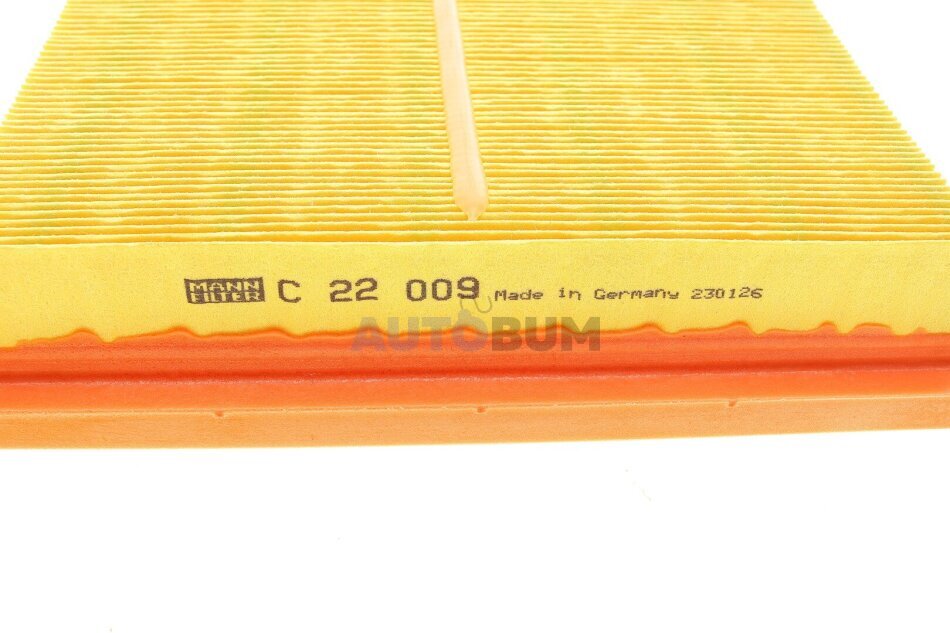 MANN
FILTER
C 22 009 Made in Germany 230126
AUTOBUM